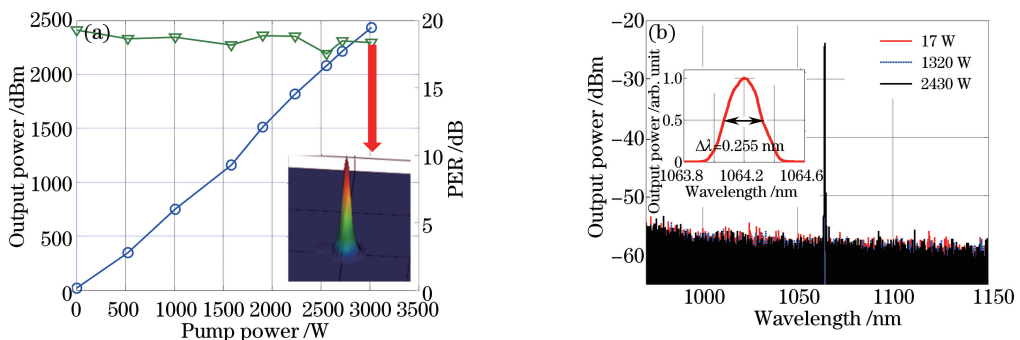 (a)
2500
2000
1500
1000
500
0
Output power /dBm
20
15
10
5
0
PER /dB
0 500 1000 1500 2000 2500 3000 3500
Pump power /W
(b)
−20
−30
−40
−50
−60
Output power /dBm
17 W
1320 W
2430 W
1.0
0.5
0
Output power /arb. unit
Δλ=0.255 nm
1063.8 1064.2 1064.6
Wavelength /nm
1000 1050 1100 1150
Wavelength /nm